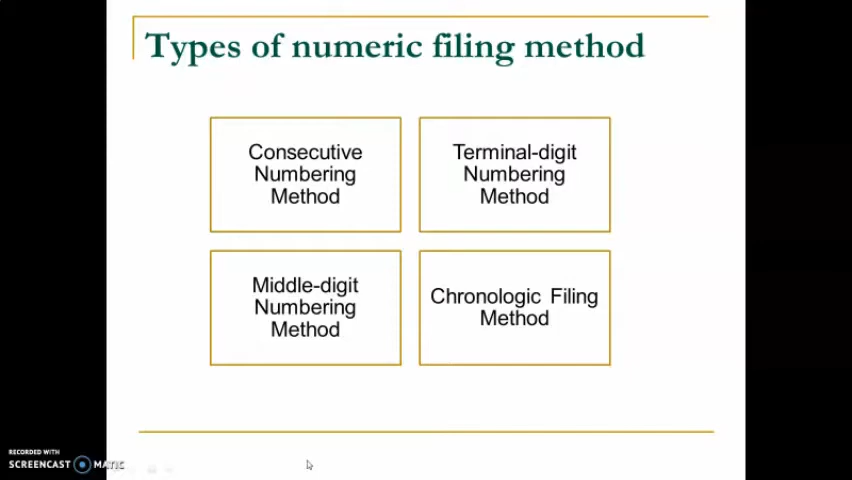 Types of numeric filing method
Consecutive
Numbering
Method
Terminal-digit
Numbering
Method
Middle-digit
Numbering
Method
Chronologic Filing
Method
RECORDED WITH
SCREENCAST MATIC